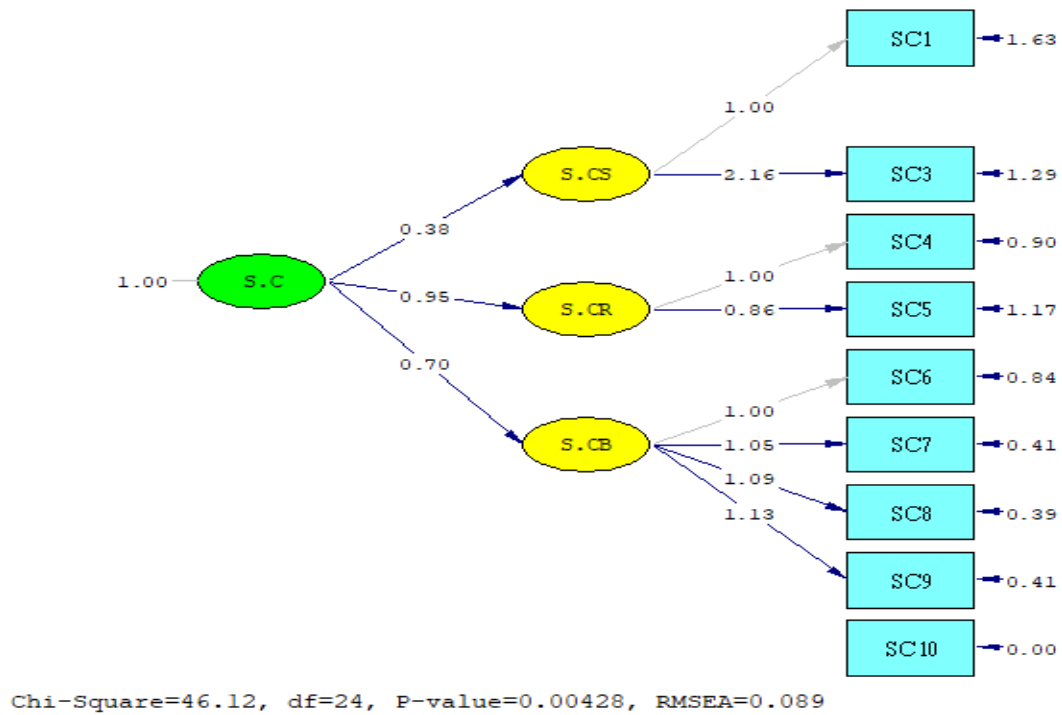 SC1
1.63
1.00
S.CS
2.16
SC3
1.29
0.38
SC4
0.90
1.00
1.00
S.C
0.95
S.CR
0.86
SC5
1.17
0.70
SC6
0.84
1.00
S.CB
1.05
SC7
0.41
1.09
1.13
SC8
0.39
SC9
0.41
SC10
0.00
Chi-Square=46.12, df=24, P-value=0.00428, RMSEA=0.089